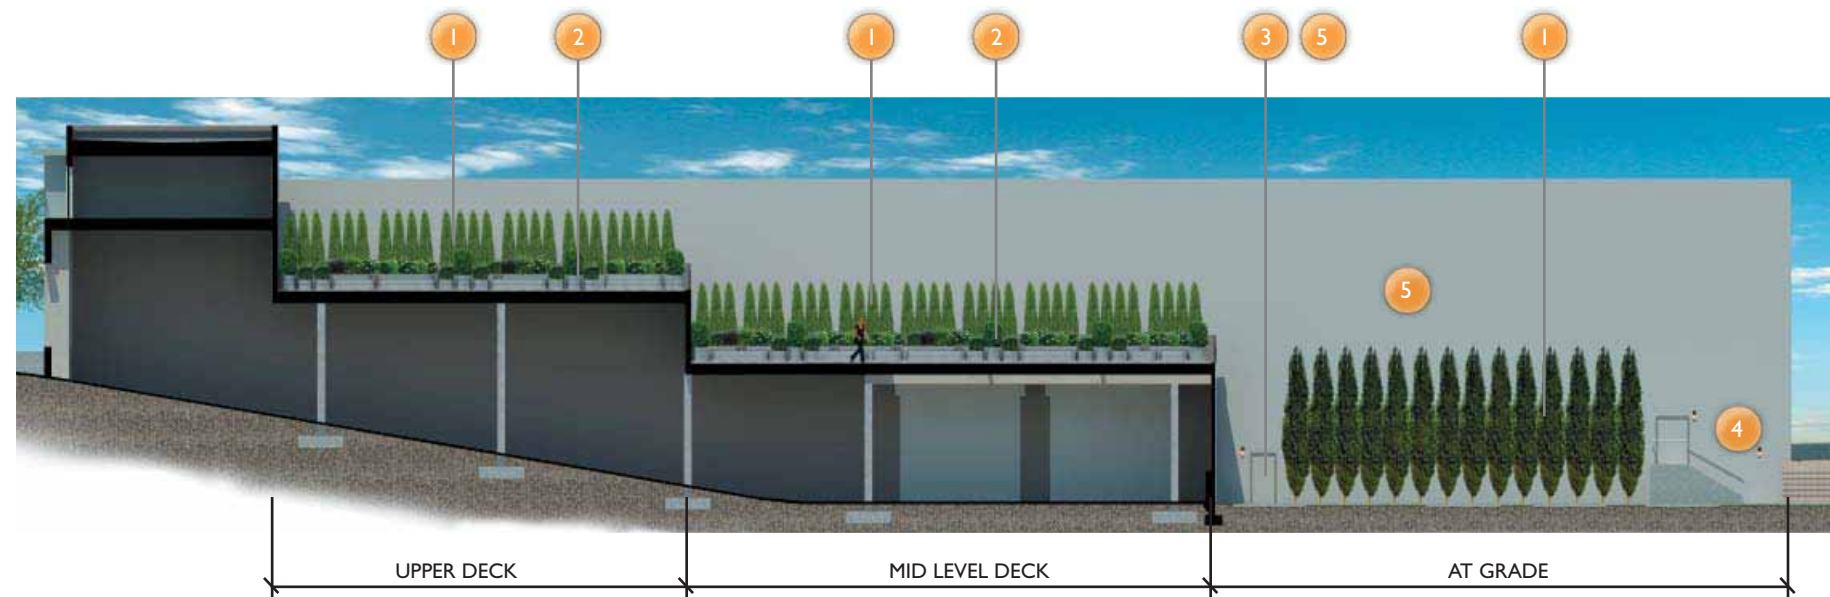 1 2 1 2 3 5 1
5
4
UPPER DECK MID LEVEL DECK AT GRADE